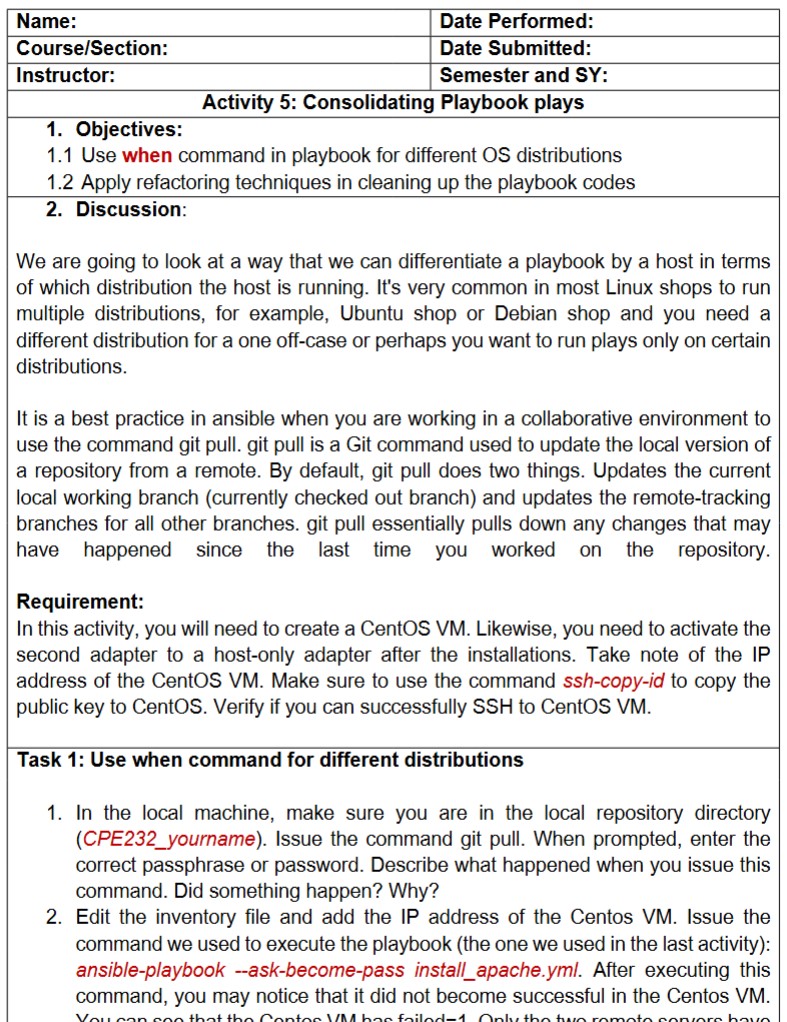 Name: Date Performed:
Course/Section: Date Submitted:
Instructor: Semester and SY:
Activity 5: Consolidating Playbook plays
1. Objectives:
1.1 Use when command in playbook for different OS distributions
1.2 Apply refactoring techniques in cleaning up the playbook codes
2. Discussion:
We are going to look at a way that we can differentiate a playbook by a host in terms
of which distribution the host is running. It's very common in most Linux shops to run
multiple distributions, for example, Ubuntu shop or Debian shop and you need a
different distribution for a one off-case or perhaps you want to run plays only on certain
distributions.
It is a best practice in ansible when you are working in a collaborative environment to
use the command git pull. git pull is a Git command used to update the local version of
a repository from a remote. By default, git pull does two things. Updates the current
local working branch (currently checked out branch) and updates the remote-tracking
branches for all other branches. git pull essentially pulls down any changes that may
have happened since the last time you worked on the repository.
Requirement:
In this activity, you will need to create a CentOS VM. Likewise, you need to activate the
second adapter to a host-only adapter after the installations. Take note of the IP
address of the CentOS VM. Make sure to use the command ssh-copy-id to copy the
public key to CentOS. Verify if you can successfully SSH to CentOS VM.
Task 1: Use when command for different distributions
1. In the local machine, make sure you are in the local repository directory
(CPE232_yourname). Issue the command git pull. When prompted, enter the
correct passphrase or password. Describe what happened when you issue this
command. Did something happen? Why?
2. Edit the inventory file and add the IP address of the Centos VM. Issue the
command we used to execute the playbook (the one we used in the last activity):
ansible-playbook --ask-become-pass install_apache.yml. After executing this
command, you may notice that it did not become successful in the Centos VM.
You can see that the Centos VM has failed=1. Only the two remote servers have